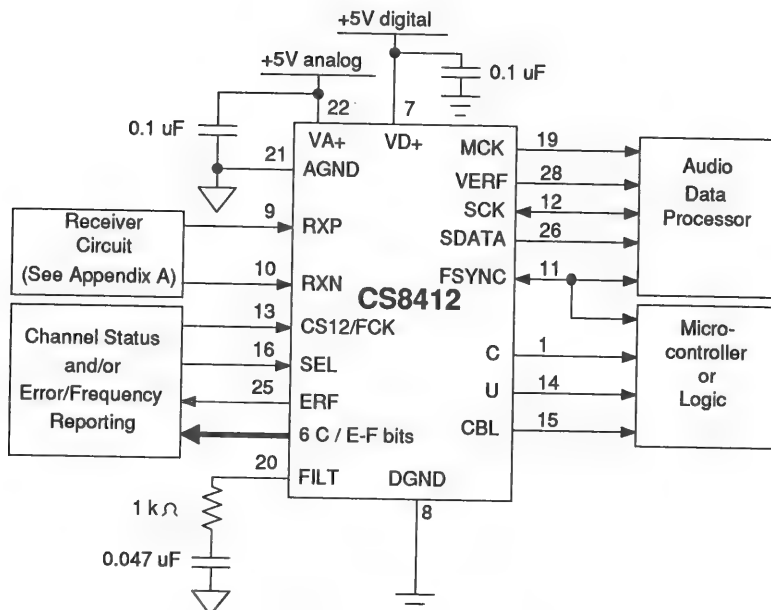 +5V digital
+5V analog
0.1 uF
0.1 uF
22
7
VA+
VD+
21
AGND
Receiver
Circuit
(See Appendix A)
9
RXP
10
RXN
CS8412
Channel Status
and/or
Error/Frequency
Reporting
13
CS12/FCK
16
SEL
25
ERF
6 C / E-F bits
20
FILT
1 kΩ
0.047 uF
DGND
8
MCK
19
VERF
28
SCK
12
SDATA
26
FSYNC
11
C
1
U
14
CBL
15
Audio
Data
Processor
Micro-
controller
or
Logic